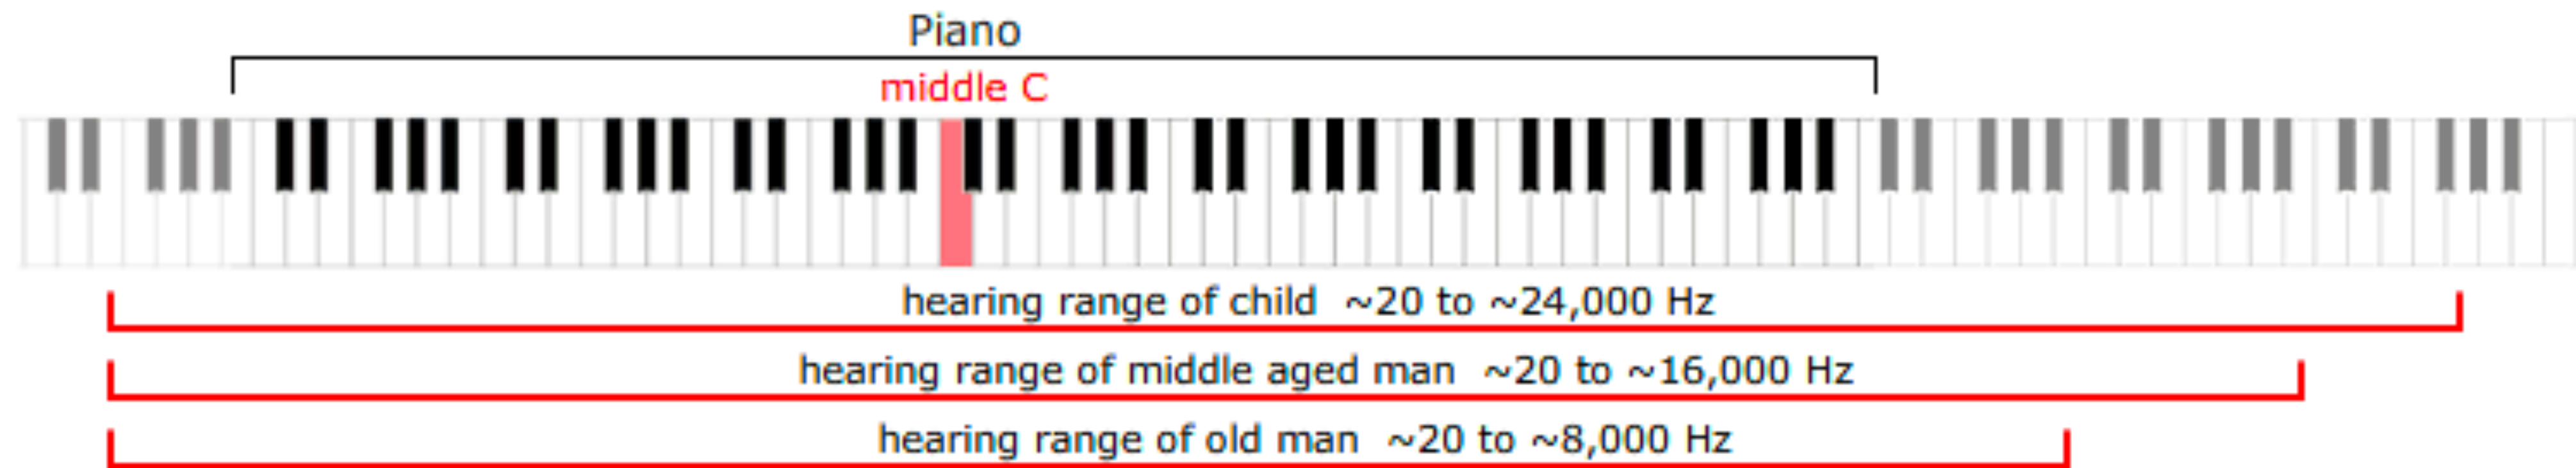 Piano
middle C
hearing range of child ~20 to ~24,000 Hz
hearing range of middle aged man ~20 to ~16,000 Hz
hearing range of old man ~20 to ~8,000 Hz